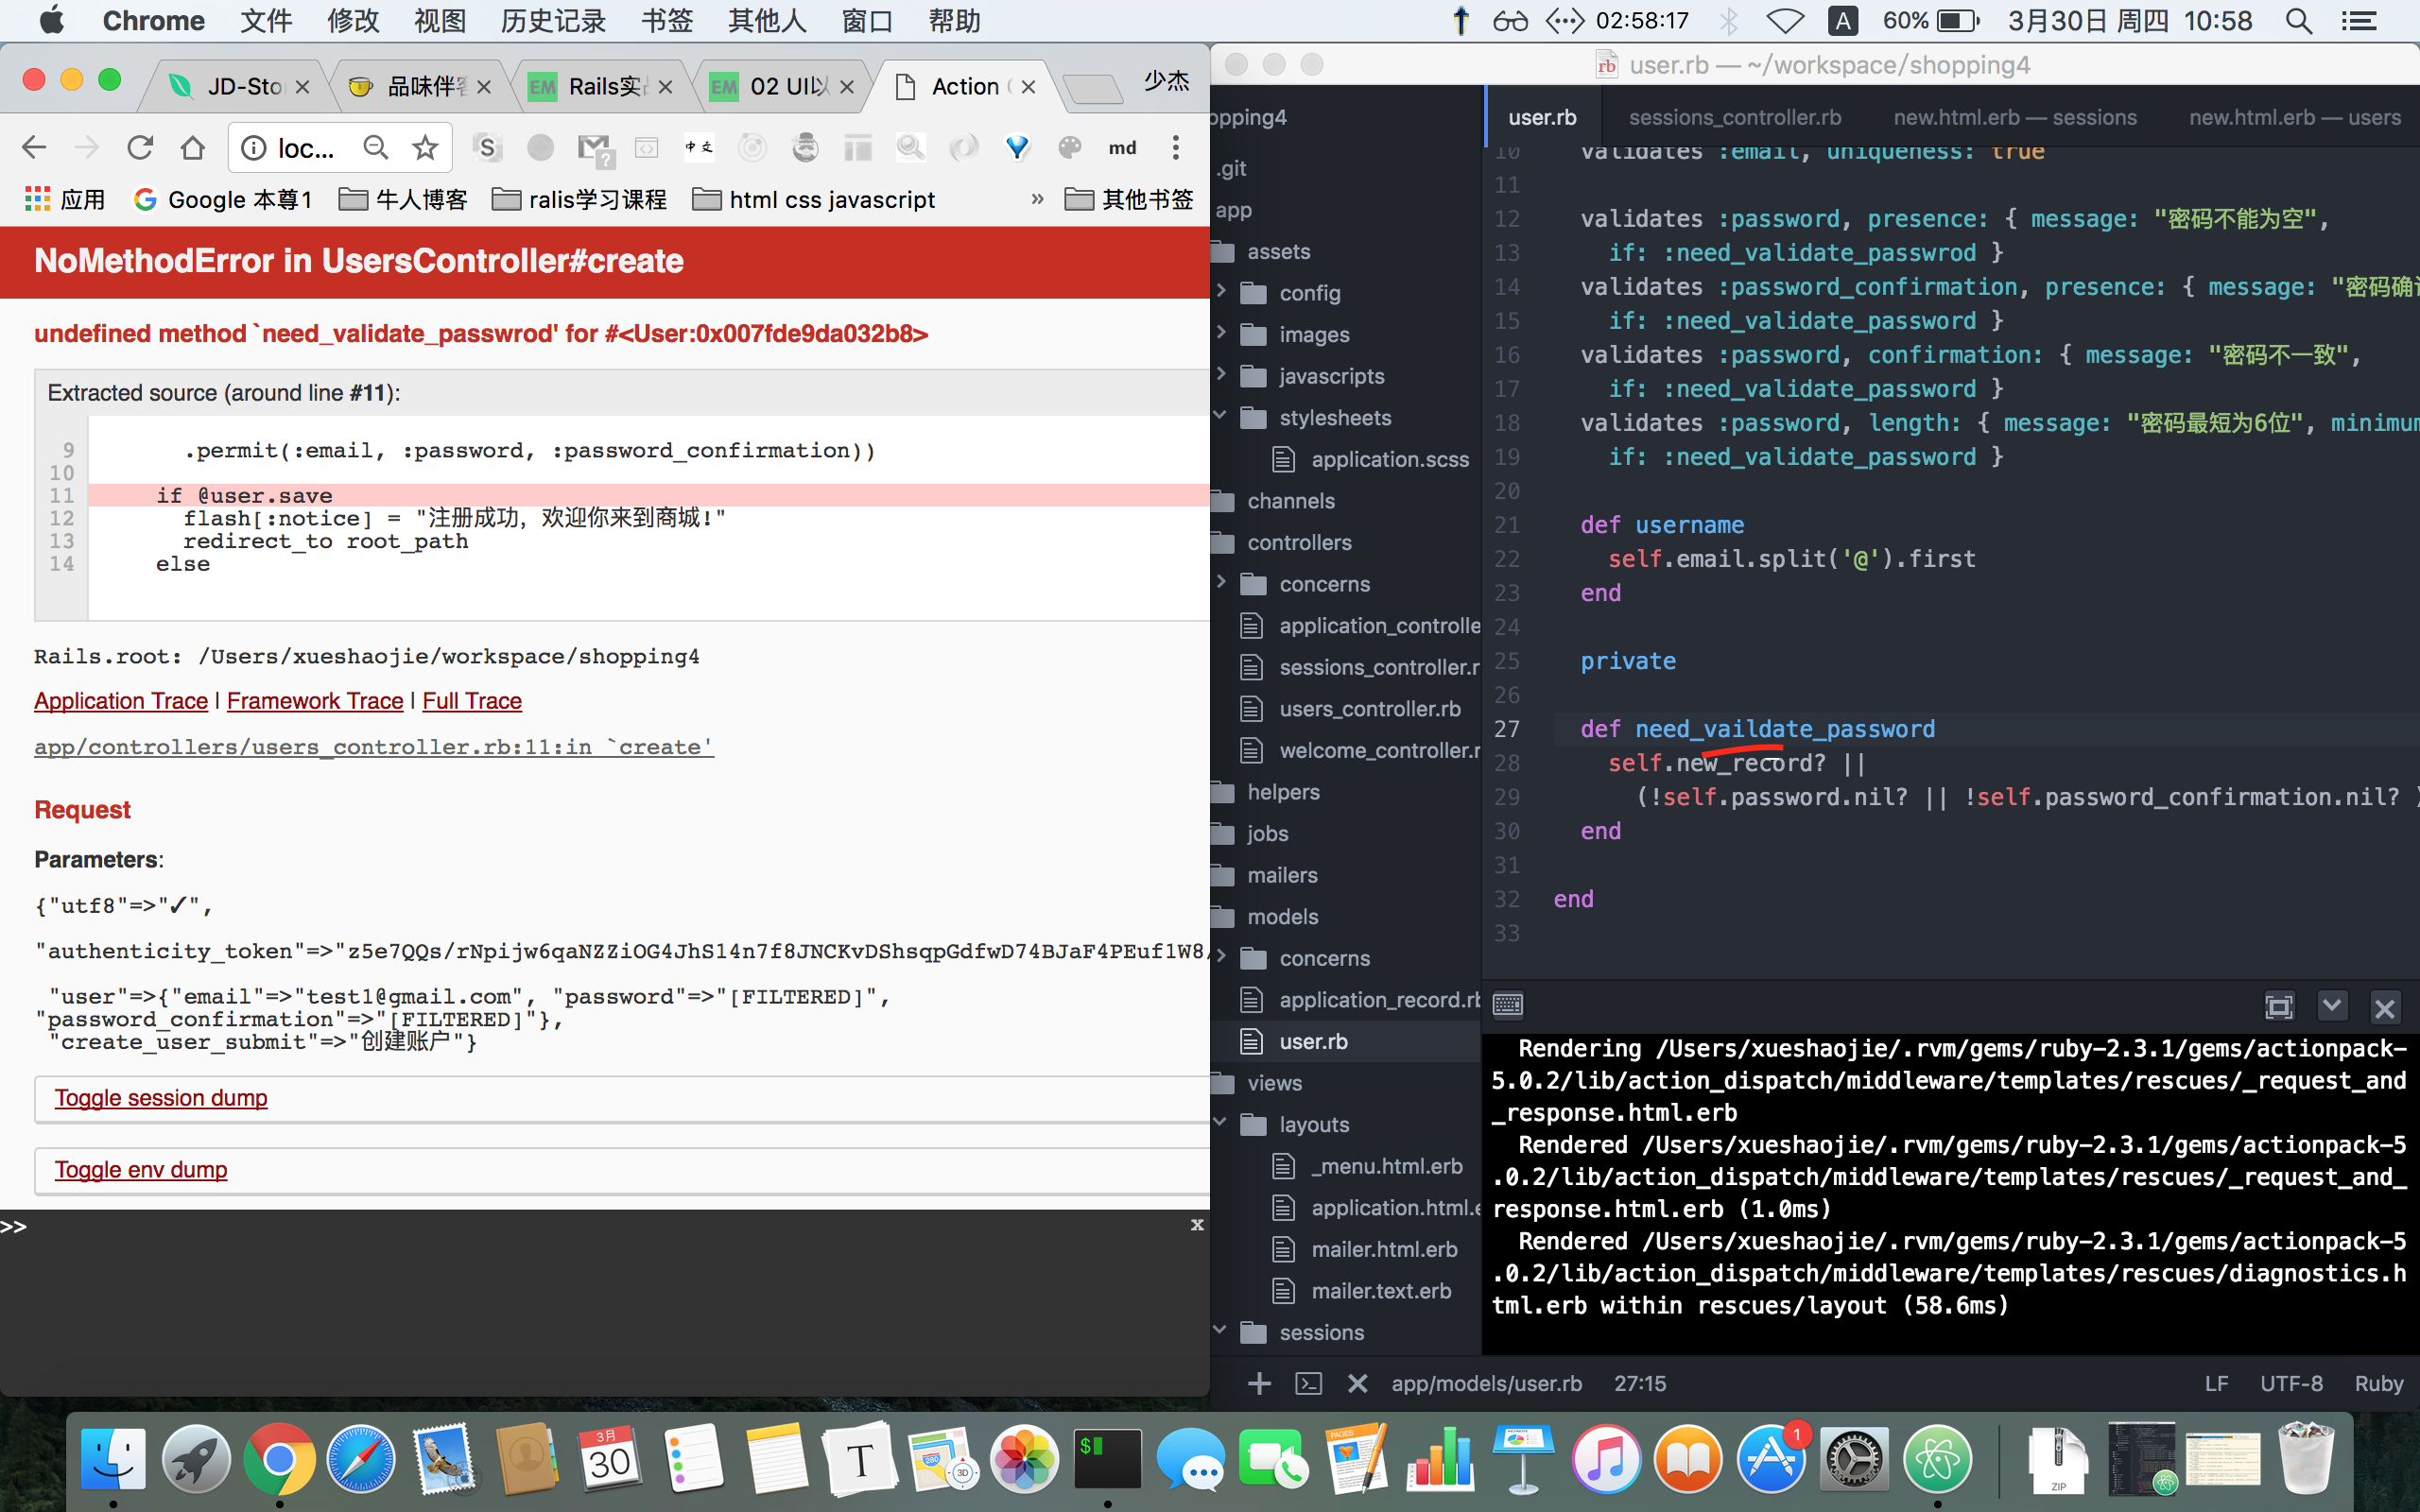 Chrome 文件 修改 视图 历史记录 书签 其他人 窗口 帮助 02:58:17 A 60% 3月30日 周四 10:58
JD-Sto 品味伴客 EM Rails实战 EM 02 UI以 Action 少杰
loc... S 中文 md
应用 Google 本尊1 牛人博客 ralis学习课程 html css javascript » 其他书签
NoMethodError in UsersController#create
undefined method `need_validate_passwrod' for #<User:0x007fde9da032b8>
Extracted source (around line #11):
9 .permit(:email, :password, :password_confirmation))
10
11 if @user.save
12 flash[:notice] = "注册成功，欢迎你来到商城!"
13 redirect_to root_path
14 else
Rails.root: /Users/xueshaojie/workspace/shopping4
Application Trace | Framework Trace | Full Trace
app/controllers/users_controller.rb:11:in `create'
Request
Parameters:
{"utf8"=>"✓",
"authenticity_token"=>"z5e7QQs/rNpijw6qaNZZiOG4JhS14n7f8JNCKvDShsqpGdfwD74BJaF4PEuf1W8/
"user"=>{"email"=>"test1@gmail.com", "password"=>"[FILTERED]",
"password_confirmation"=>"[FILTERED]"},
"create_user_submit"=>"创建账户"}
Toggle session dump
Toggle env dump
>> x
user.rb — ~/workspace/shopping4
opping4
.git
app
assets
config
images
javascripts
stylesheets
application.scss
channels
controllers
concerns
application_controlle
sessions_controller.r
users_controller.rb
welcome_controller.r
helpers
jobs
mailers
models
concerns
application_record.rb
user.rb
views
layouts
_menu.html.erb
application.html.e
mailer.html.erb
mailer.text.erb
sessions
user.rb sessions_controller.rb new.html.erb — sessions new.html.erb — users
10 validates :email, uniqueness: true
11
12 validates :password, presence: { message: "密码不能为空",
13 if: :need_validate_passwrod }
14 validates :password_confirmation, presence: { message: "密码确
15 if: :need_validate_password }
16 validates :password, confirmation: { message: "密码不一致",
17 if: :need_validate_password }
18 validates :password, length: { message: "密码最短为6位", minimum
19 if: :need_validate_password }
20
21 def username
22 self.email.split('@').first
23 end
24
25 private
26
27 def need_vaildate_password
28 self.new_record? ||
29 (!self.password.nil? || !self.password_confirmation.nil? )
30 end
31
32 end
33
Rendering /Users/xueshaojie/.rvm/gems/ruby-2.3.1/gems/actionpack-
5.0.2/lib/action_dispatch/middleware/templates/rescues/_request_and
_response.html.erb
Rendered /Users/xueshaojie/.rvm/gems/ruby-2.3.1/gems/actionpack-5
.0.2/lib/action_dispatch/middleware/templates/rescues/_request_and_
response.html.erb (1.0ms)
Rendered /Users/xueshaojie/.rvm/gems/ruby-2.3.1/gems/actionpack-5
.0.2/lib/action_dispatch/middleware/templates/rescues/diagnostics.h
tml.erb within rescues/layout (58.6ms)
app/models/user.rb 27:15 LF UTF-8 Ruby
3月 30 T 280 3D $ PAGES 1 ZIP